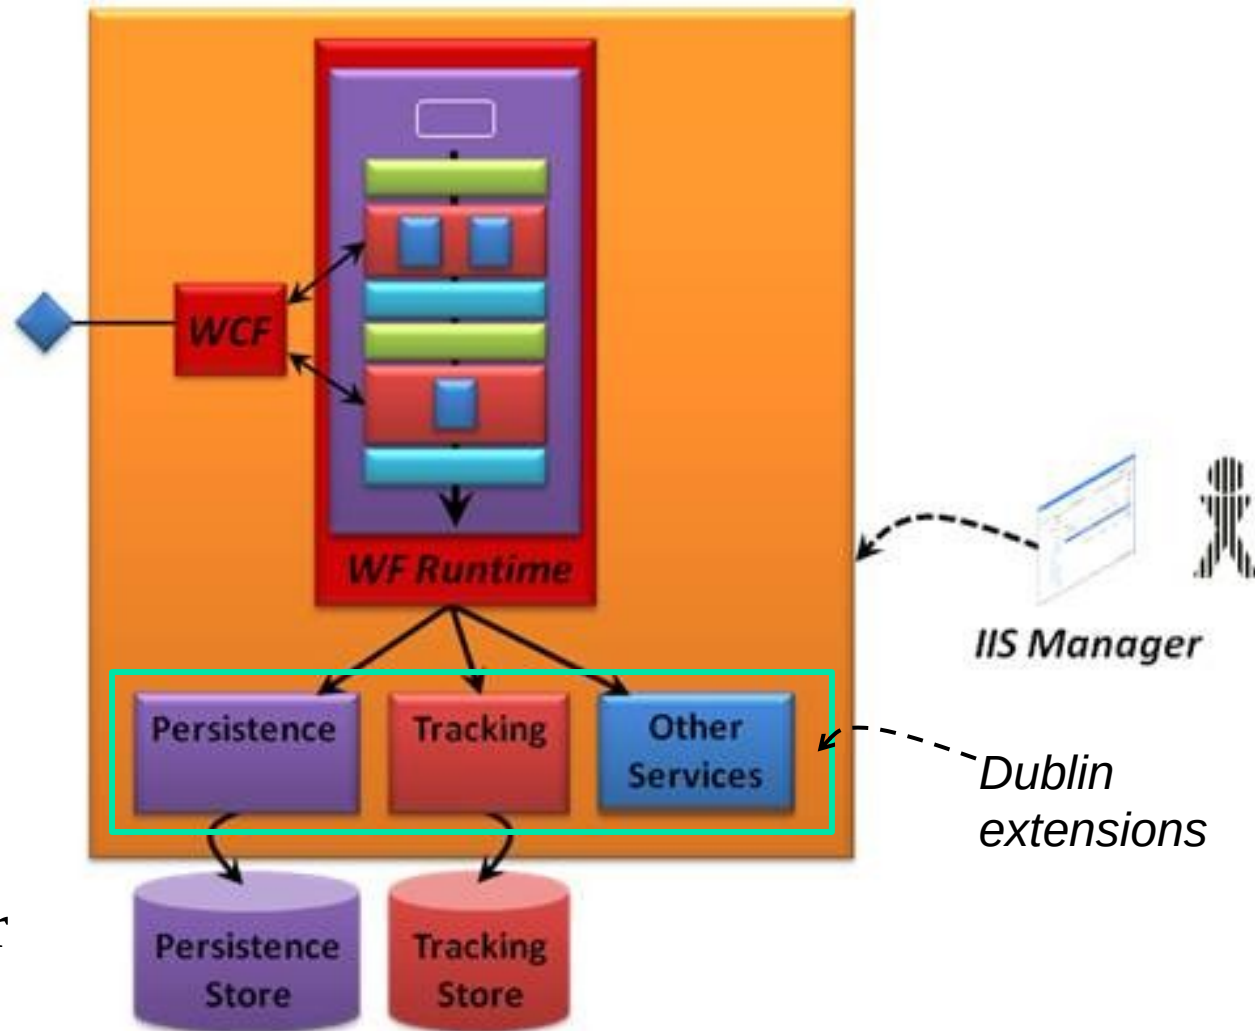 WCF
WF Runtime
IIS Manager
Persistence
Tracking
Other
Services
Dublin
extensions
r
Persistence
Store
Tracking
Store